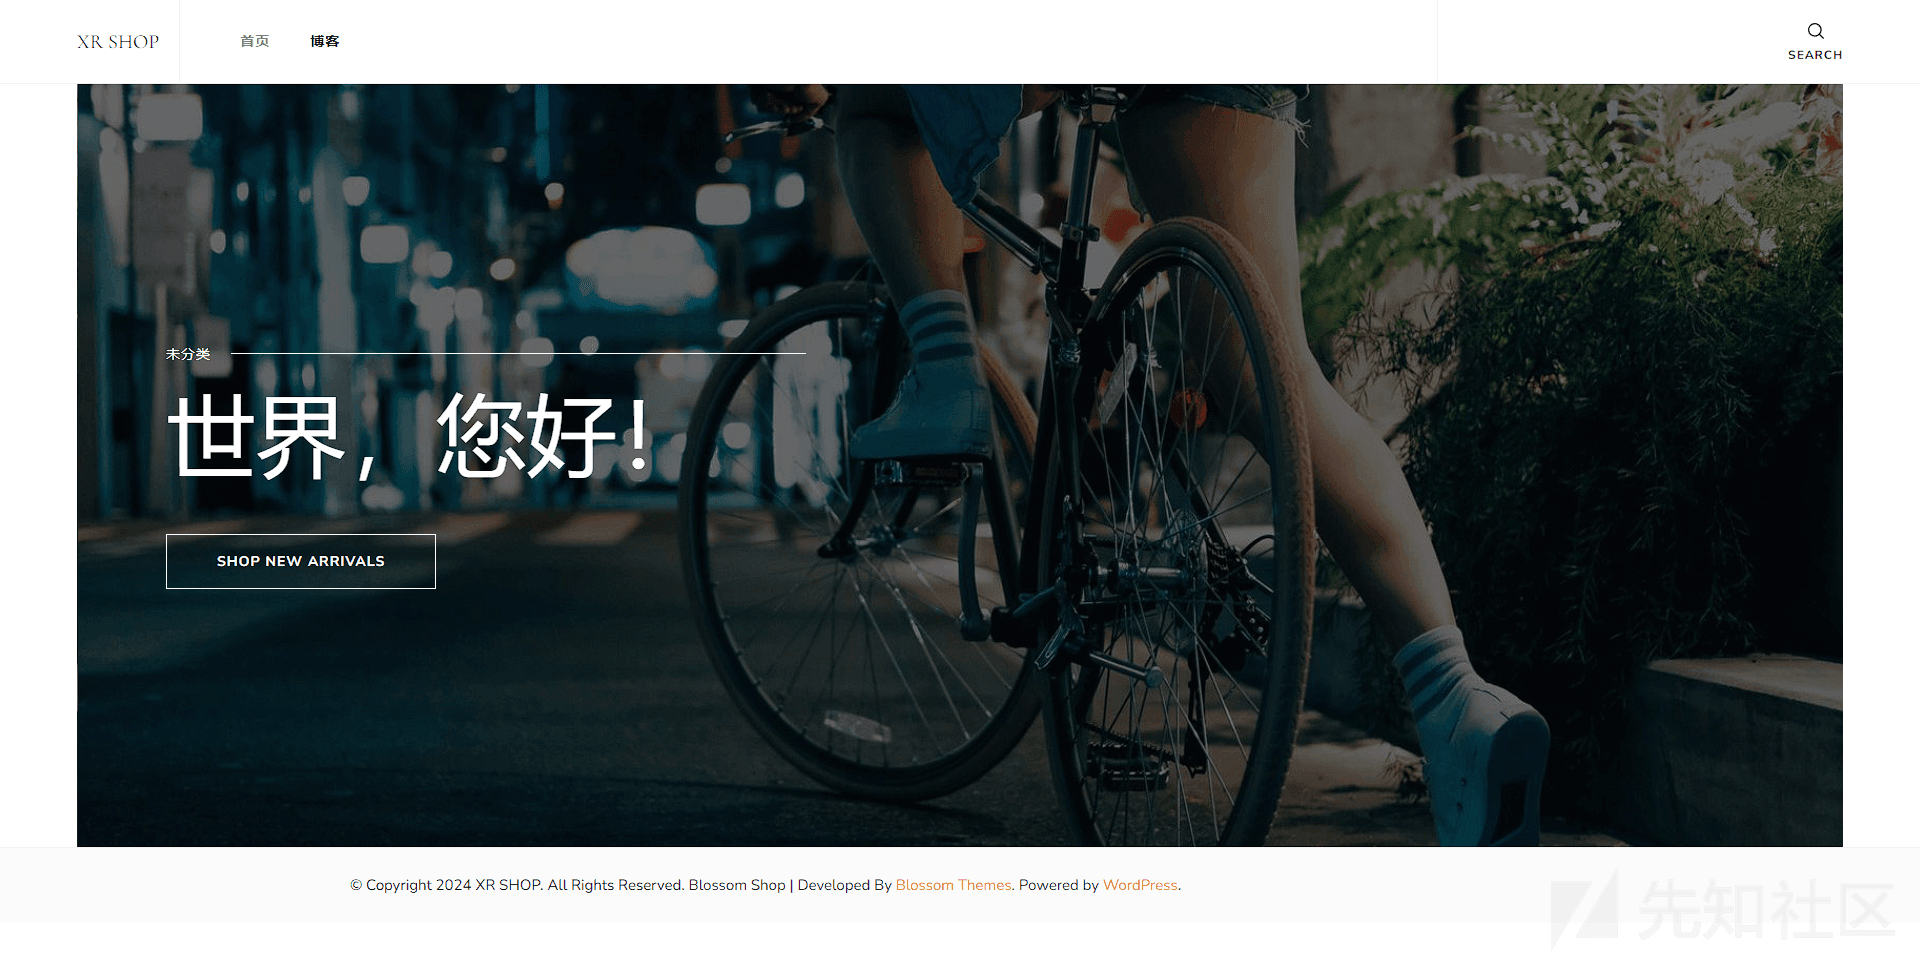 XR SHOP
首页
博客
SEARCH
未分类
世界，您好！
SHOP NEW ARRIVALS
© Copyright 2024 XR SHOP. All Rights Reserved. Blossom Shop | Developed By Blossom Themes. Powered by WordPress.
先知社区